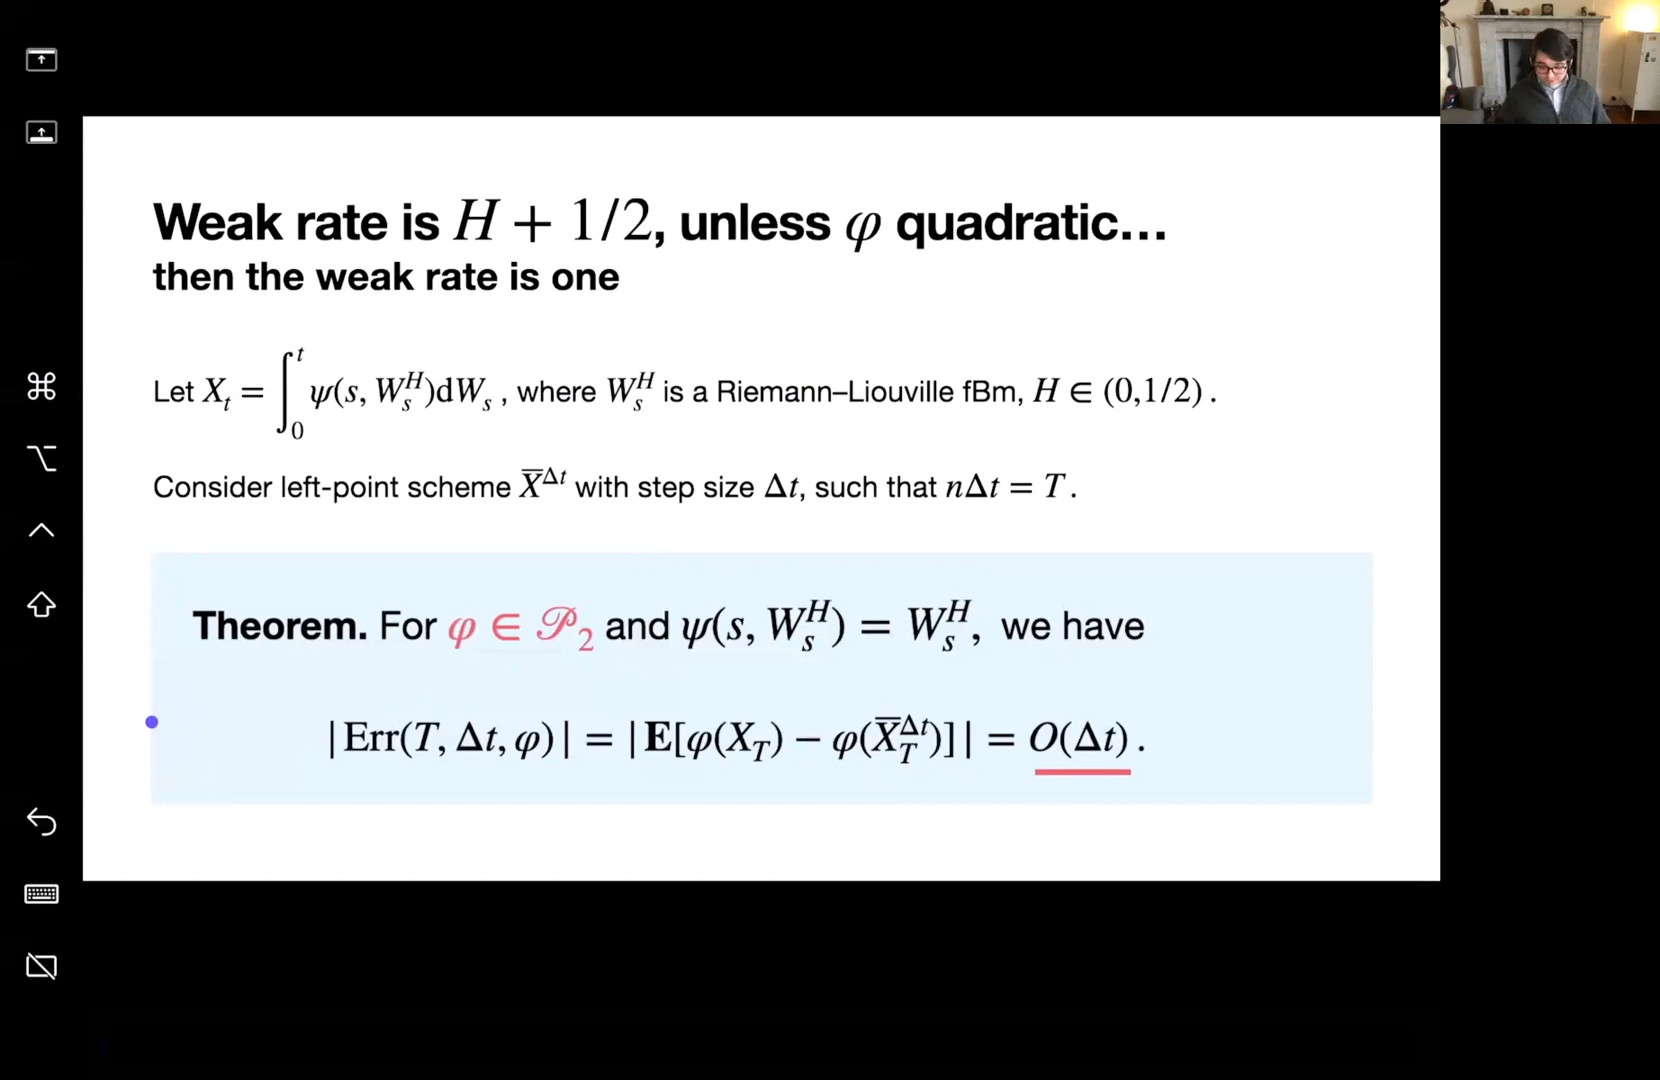 Weak rate is H + 1/2, unless φ quadratic...
then the weak rate is one
Let X_t = ∫_0^t ψ(s, W_s^H)dW_s , where W_s^H is a Riemann–Liouville fBm, H ∈ (0,1/2) .
Consider left-point scheme X̅^{Δt} with step size Δt, such that nΔt = T .
Theorem. For φ ∈ 𝒫_2 and ψ(s, W_s^H) = W_s^H, we have
| Err(T, Δt, φ) | = | E[φ(X_T) − φ(X̅_T^{Δt})] | = O(Δt) .